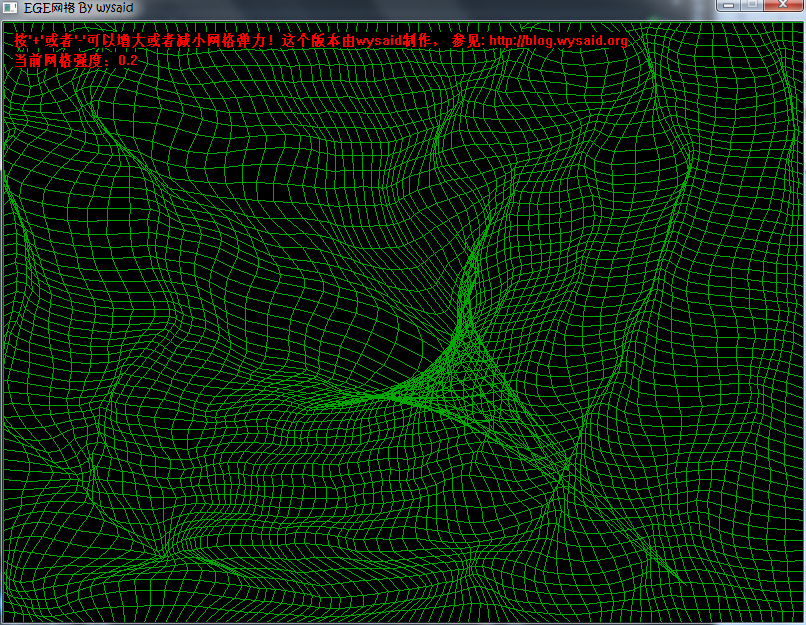 EGE网格 By wysaid
按'+'或者'-'可以增大或者减小网格弹力！这个版本由wysaid制作， 参见: http://blog.wysaid.org
当前网格强度：0.2